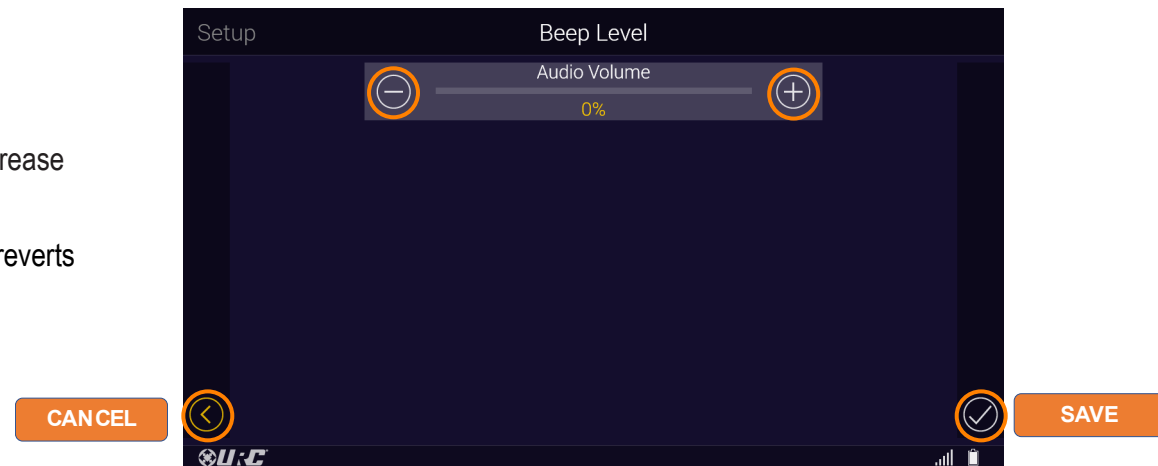 Setup
Beep Level
Audio Volume
0%
rease
reverts
CANCEL
SAVE
URC